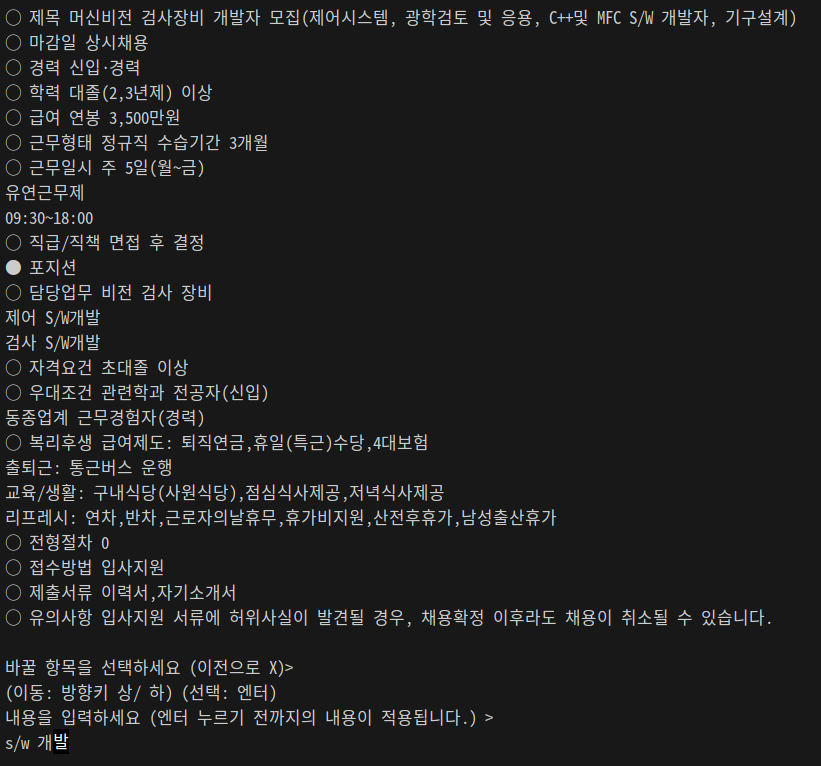 ○ 제목 머신비전 검사장비 개발자 모집(제어시스템, 광학검토 및 응용, C++및 MFC S/W 개발자, 기구설계)
○ 마감일 상시채용
○ 경력 신입·경력
○ 학력 대졸(2,3년제) 이상
○ 급여 연봉 3,500만원
○ 근무형태 정규직 수습기간 3개월
○ 근무일시 주 5일(월~금)
유연근무제
09:30~18:00
○ 직급/직책 면접 후 결정
● 포지션
○ 담당업무 비전 검사 장비
제어 S/W개발
검사 S/W개발
○ 자격요건 초대졸 이상
○ 우대조건 관련학과 전공자(신입)
동종업계 근무경험자(경력)
○ 복리후생 급여제도: 퇴직연금,휴일(특근)수당,4대보험
출퇴근: 통근버스 운행
교육/생활: 구내식당(사원식당),점심식사제공,저녁식사제공
리프레시: 연차,반차,근로자의날휴무,휴가비지원,산전후휴가,남성출산휴가
○ 전형절차 0
○ 접수방법 입사지원
○ 제출서류 이력서,자기소개서
○ 유의사항 입사지원 서류에 허위사실이 발견될 경우, 채용확정 이후라도 채용이 취소될 수 있습니다.
바꿀 항목을 선택하세요 (이전으로 X)>
(이동: 방향키 상/ 하) (선택: 엔터)
내용을 입력하세요 (엔터 누르기 전까지의 내용이 적용됩니다.) >
s/w 개발